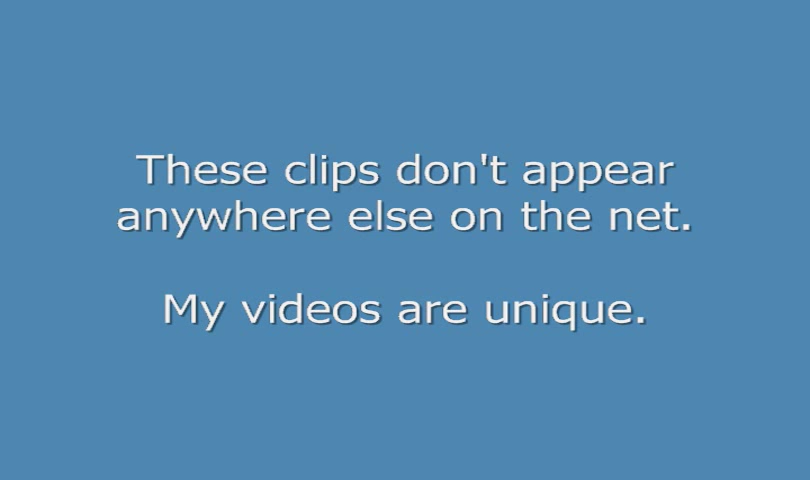 These clips don't appear
anywhere else on the net.
My videos are unique.